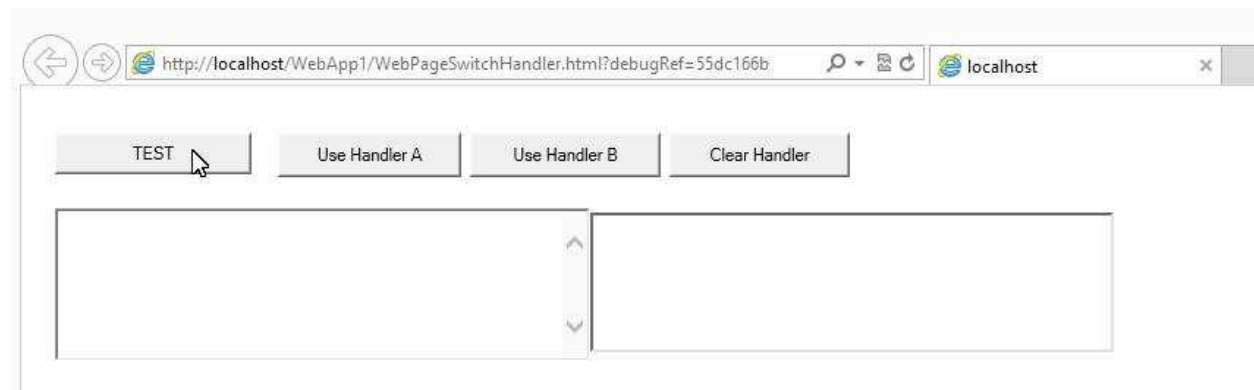 http://localhost/WebApp1/WebPageSwitchHandler.html?debugRef=55dc166b
localhost
TEST
Use Handler A
Use Handler B
Clear Handler